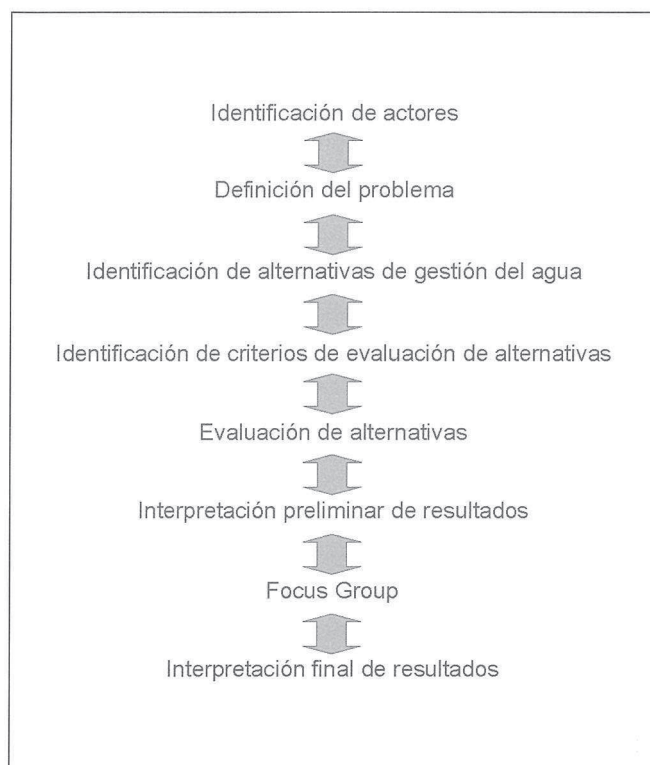 Identificación de actores
Definición del problema
Identificación de alternativas de gestión del agua
Identificación de criterios de evaluación de alternativas
Evaluación de alternativas
Interpretación preliminar de resultados
Focus Group
Interpretación final de resultados